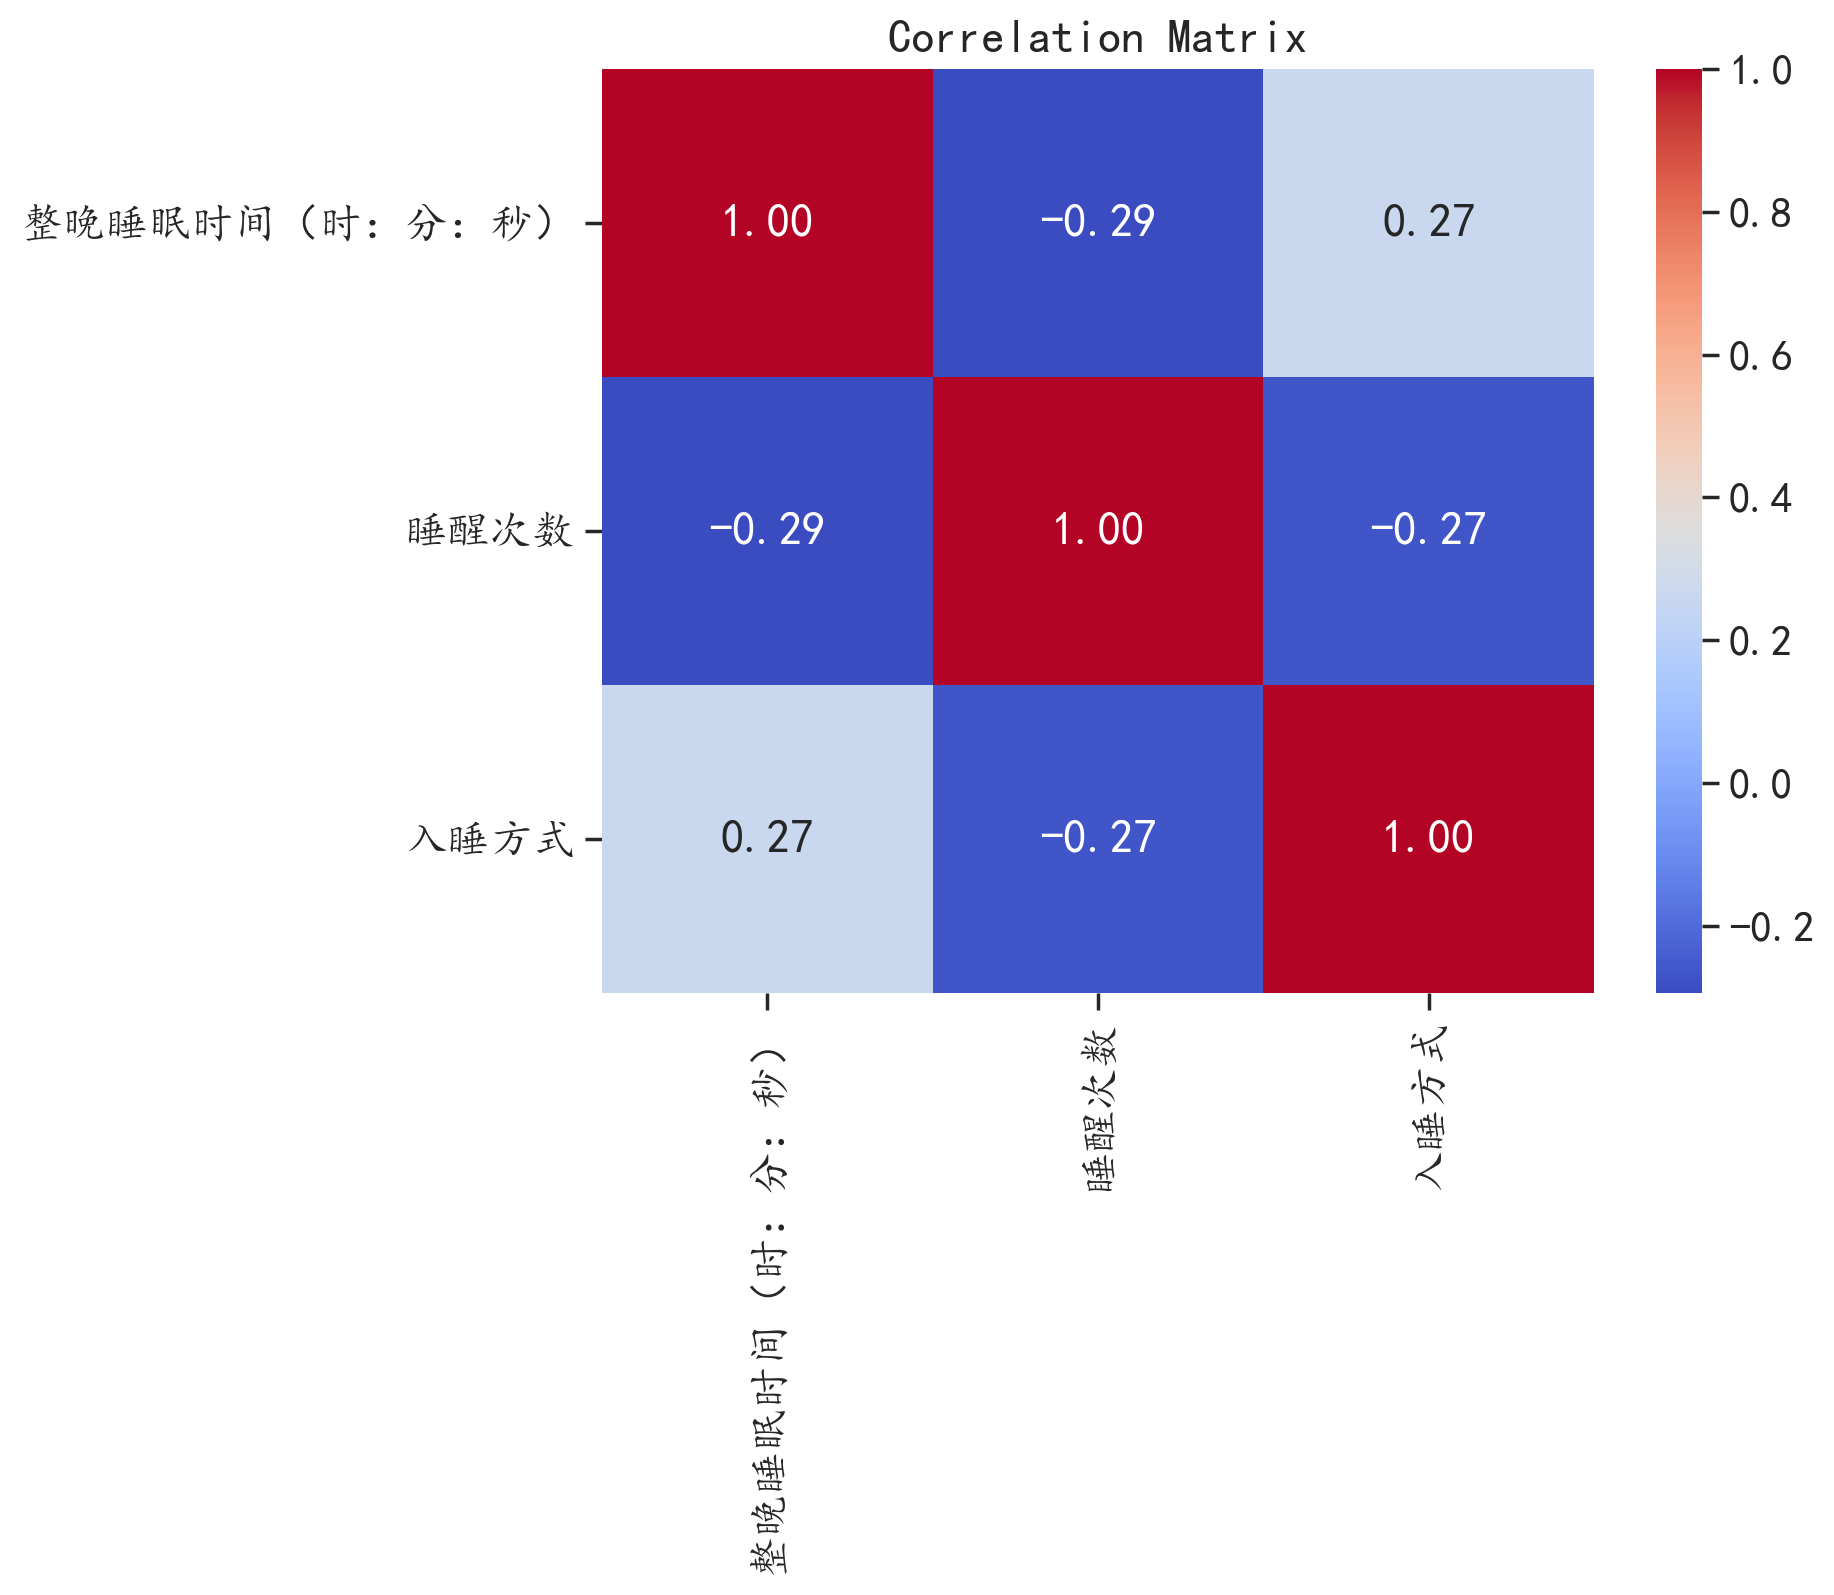 Correlation Matrix
整晚睡眠时间（时：分：秒）
睡醒次数
入睡方式
1.00 -0.29 0.27
-0.29 1.00 -0.27
0.27 -0.27 1.00
整晚睡眠时间（时：分：秒）
睡醒次数
入睡方式
1.0
0.8
0.6
0.4
0.2
0.0
-0.2